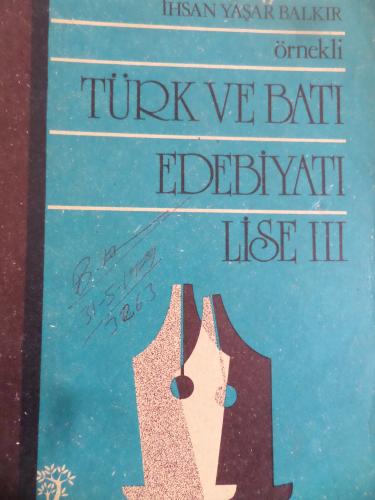 İHSAN YAŞAR BALKIR
örnekli
TÜRK VE BATI
EDEBİYATI
LİSE III